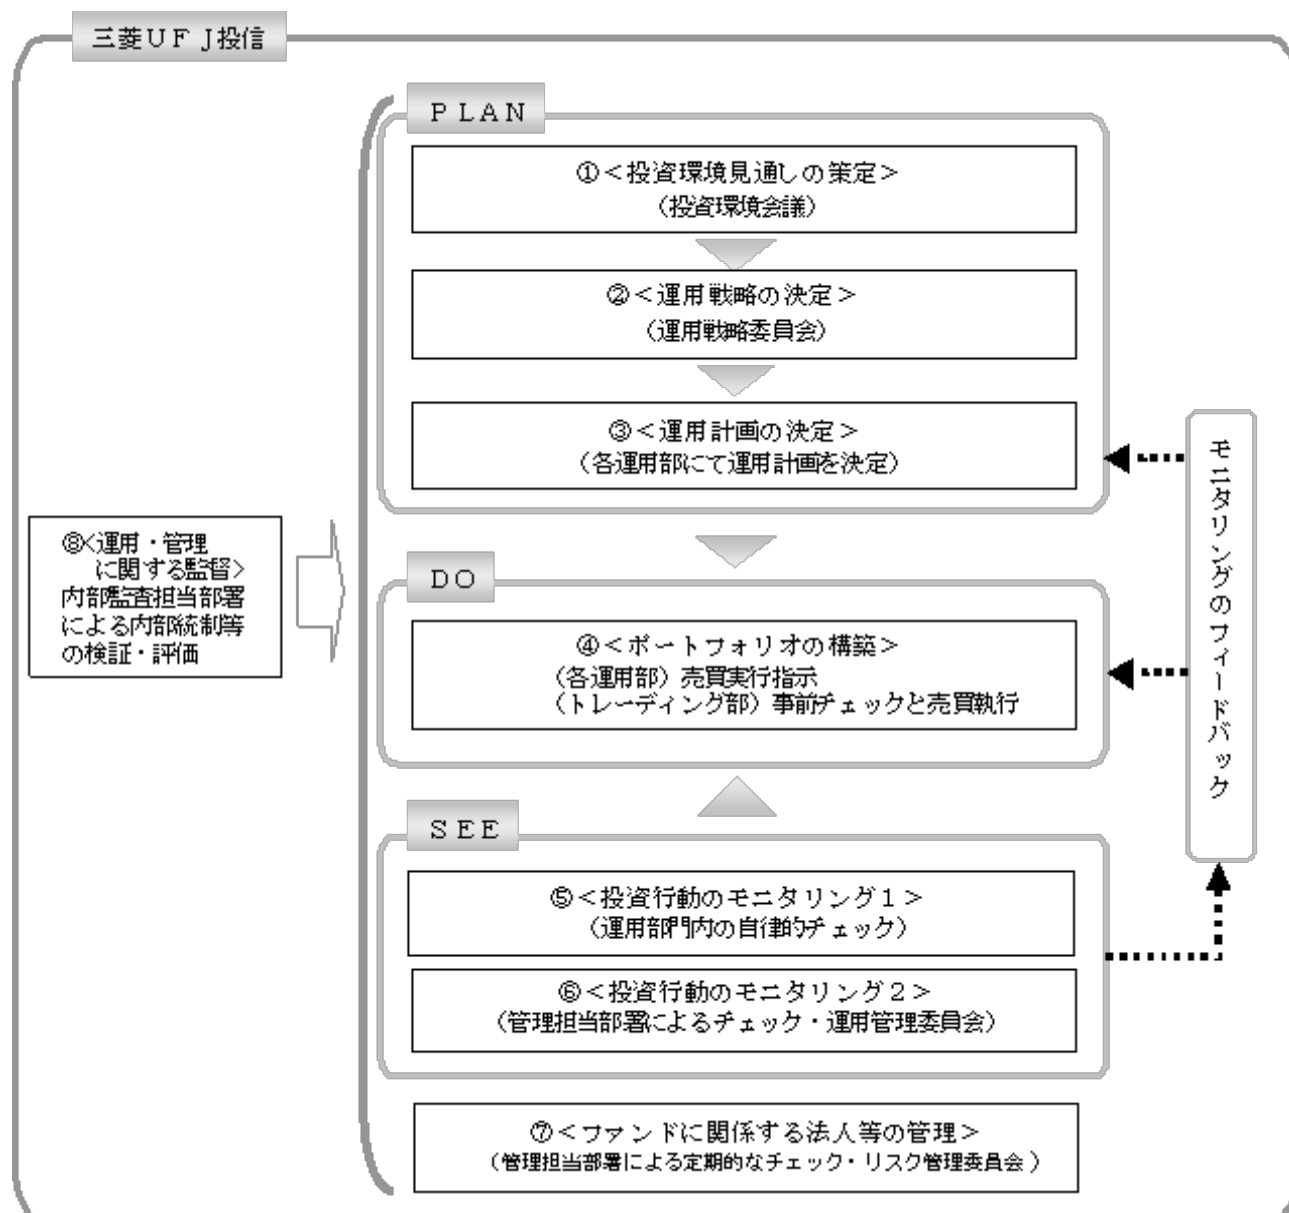 三菱ＵＦＪ投信
ＰＬＡＮ
①＜投資環境見通しの策定＞
（投資環境会議）
②＜運用戦略の決定＞
（運用戦略委員会）
③＜運用計画の決定＞
（各運用部にて運用計画を決定）
⑧＜運用・管理
に関する監督＞
内部監査担当部署
による内部統制等
の検証・評価
ＤＯ
④＜ポートフォリオの構築＞
（各運用部）売買実行指示
（トレーディング部）事前チェックと売買執行
モニタリングのフィードバック
ＳＥＥ
⑤＜投資行動のモニタリング１＞
（運用部門内の自律的チェック）
⑥＜投資行動のモニタリング２＞
（管理担当部署によるチェック・運用管理委員会）
⑦＜ファンドに関係する法人等の管理＞
（管理担当部署による定期的なチェック・リスク管理委員会）